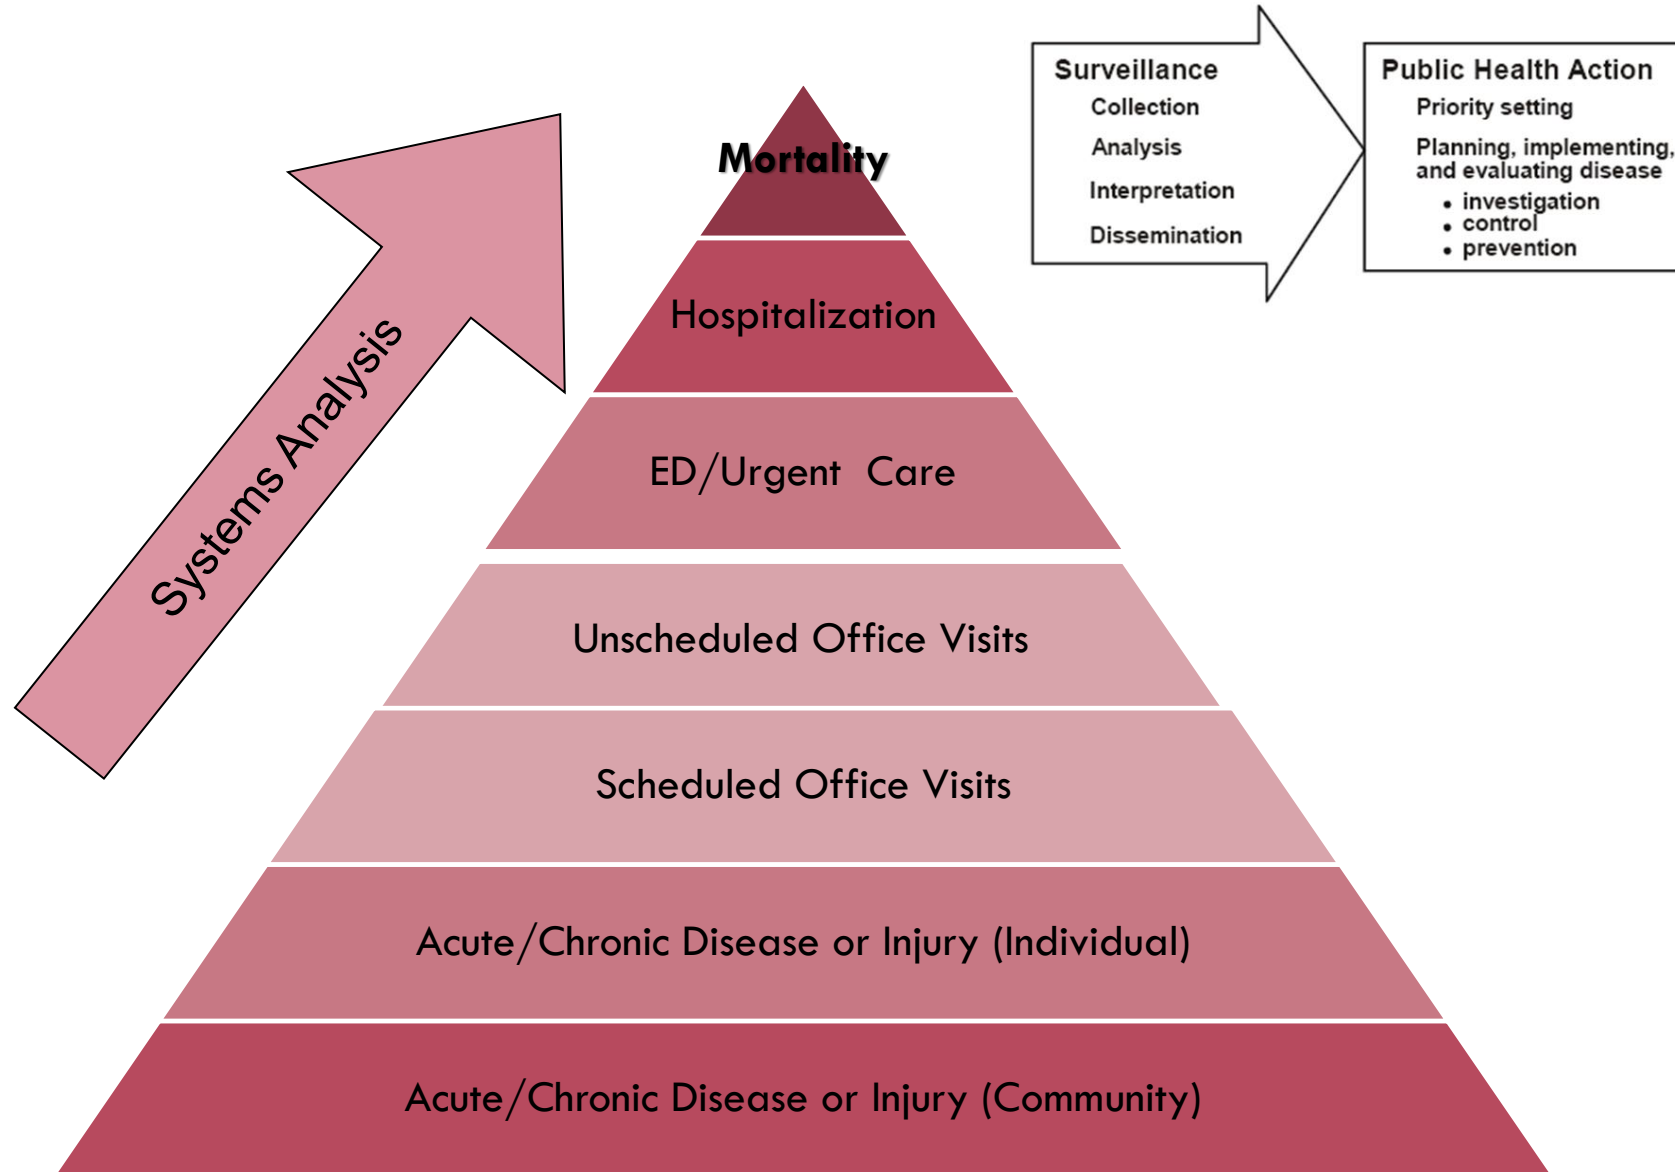 Surveillance
Collection
Analysis
Interpretation
Dissemination
Public Health Action
Priority setting
Planning, implementing,
and evaluating disease
• investigation
• control
• prevention
Systems Analysis
Mortality
Hospitalization
ED/Urgent  Care
Unscheduled Office Visits
Scheduled Office Visits
Acute/Chronic Disease or Injury (Individual)
Acute/Chronic Disease or Injury (Community)